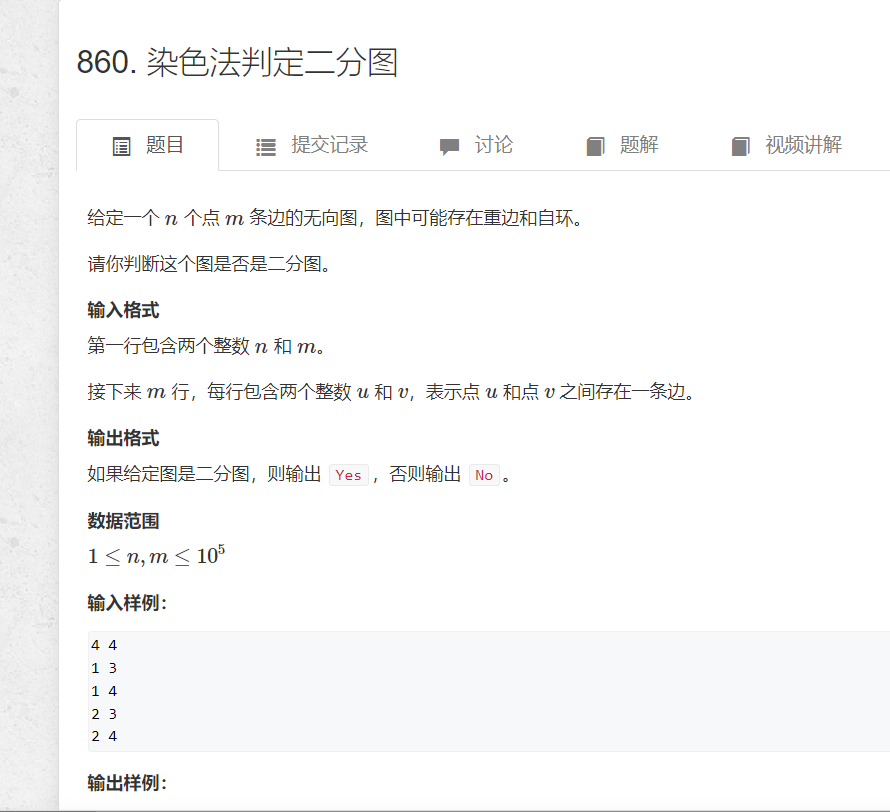 860. 染色法判定二分图
题目 提交记录 讨论 题解 视频讲解
给定一个 n 个点 m 条边的无向图，图中可能存在重边和自环。
请你判断这个图是否是二分图。
输入格式
第一行包含两个整数 n 和 m。
接下来 m 行，每行包含两个整数 u 和 v，表示点 u 和点 v 之间存在一条边。
输出格式
如果给定图是二分图，则输出 Yes ，否则输出 No 。
数据范围
1 ≤ n, m ≤ 10⁵
输入样例：
4 4
1 3
1 4
2 3
2 4
输出样例：